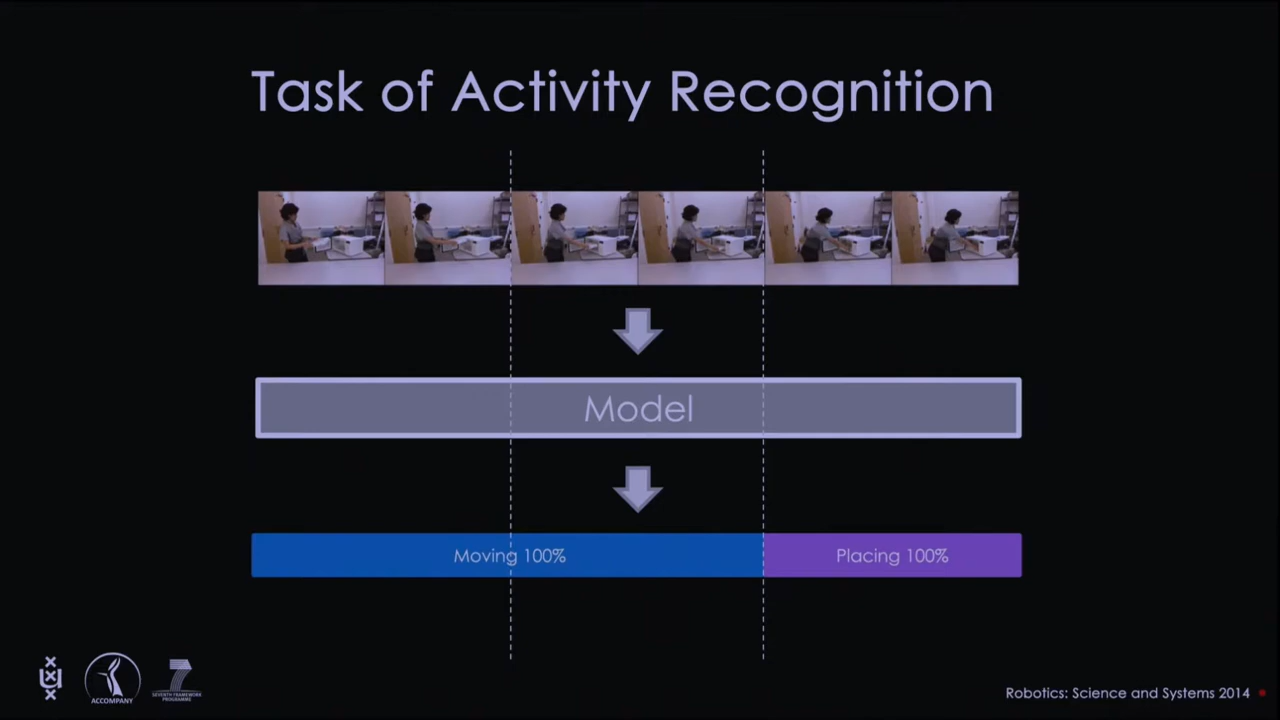 Task of Activity Recognition
Model
Moving 100%
Placing 100%
ACCOMPANY
SEVENTH FRAMEWORK
PROGRAMME
Robotics: Science and Systems 2014